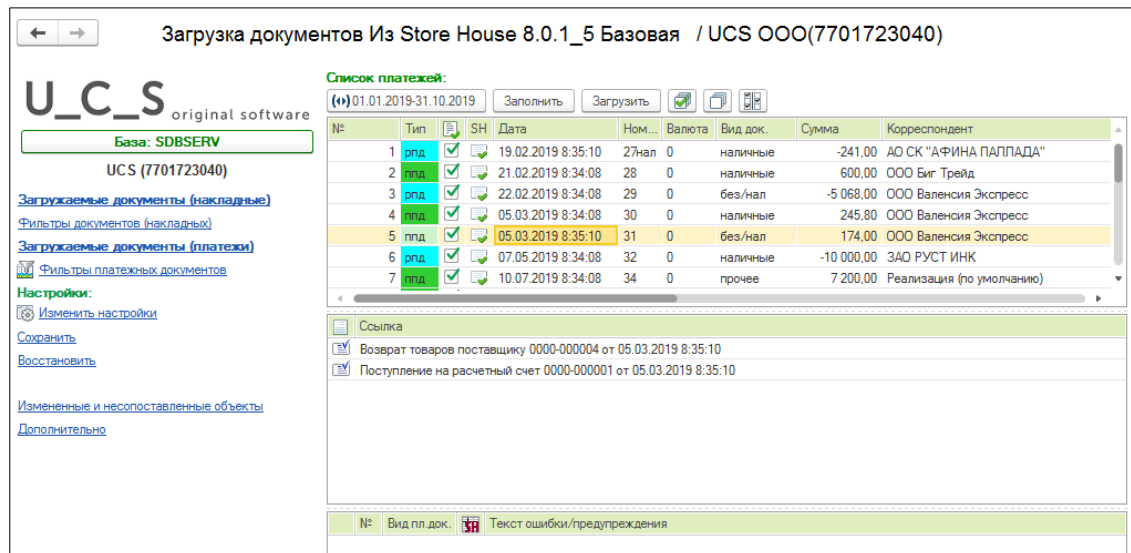 Загрузка документов Из Store House 8.0.1_5 Базовая / UCS ООО(7701723040)
U_C_S original software
База: SDBSERV
UCS (7701723040)
Загружаемые документы (накладные)
Фильтры документов (накладных)
Загружаемые документы (платежи)
Фильтры платежных документов
Настройки:
Изменить настройки
Сохранить
Восстановить
Измененные и несопоставленные объекты
Дополнительно
Список платежей:
01.01.2019-31.10.2019 Заполнить Загрузить
№ Тип SH Дата Ном... Валюта Вид док. Сумма Корреспондент
1 рпд 19.02.2019 8:35:10 27нал 0 наличные -241,00 АО СК "АФИНА ПАЛЛАДА"
2 ппд 21.02.2019 8:34:08 28 0 наличные 600,00 ООО Биг Трейд
3 рпд 22.02.2019 8:34:08 29 0 без/нал -5 068,00 ООО Валенсия Экспресс
4 ппд 05.03.2019 8:34:08 30 0 наличные 245,80 ООО Валенсия Экспресс
5 ппд 05.03.2019 8:35:10 31 0 без/нал 174,00 ООО Валенсия Экспресс
6 рпд 07.05.2019 8:34:08 32 0 наличные -10 000,00 ЗАО РУСТ ИНК
7 ппд 10.07.2019 8:34:08 34 0 прочее 7 200,00 Реализация (по умолчанию)
Ссылка
Возврат товаров поставщику 0000-000004 от 05.03.2019 8:35:10
Поступление на расчетный счет 0000-000001 от 05.03.2019 8:35:10
№ Вид пл.док. SH Текст ошибки/предупреждения